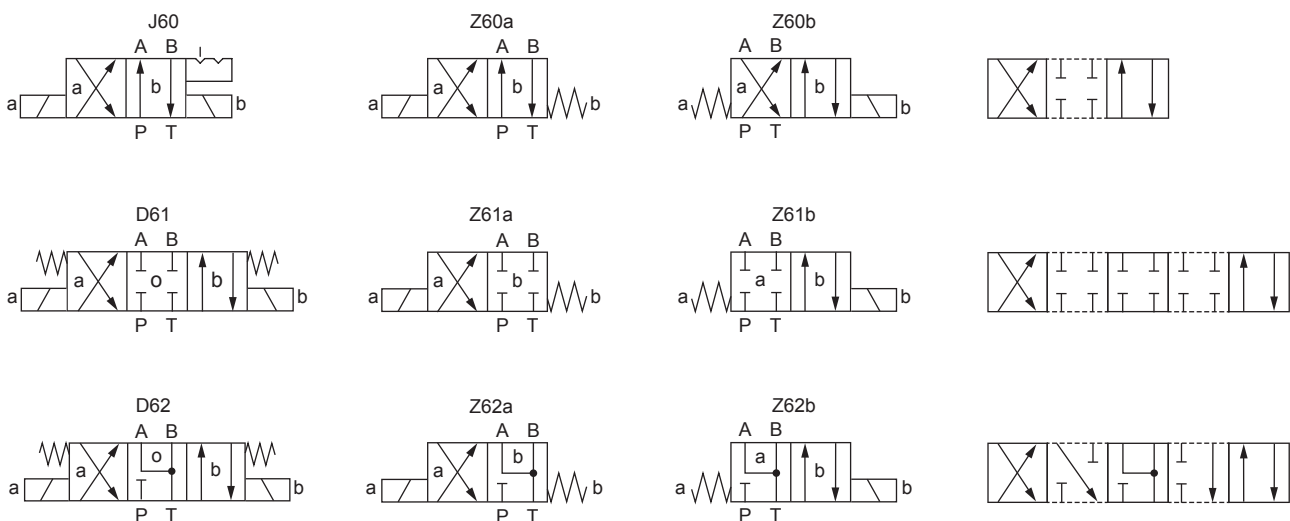 J60 Z60a Z60b
A B A B A B
a b a b a b
a b a b a b
P T P T P T
D61 Z61a Z61b
A B A B A B
a o b a b a b
a b a b a b
P T P T P T
D62 Z62a Z62b
A B A B A B
o b a
a b a b
a b a b a b
P T P T P T